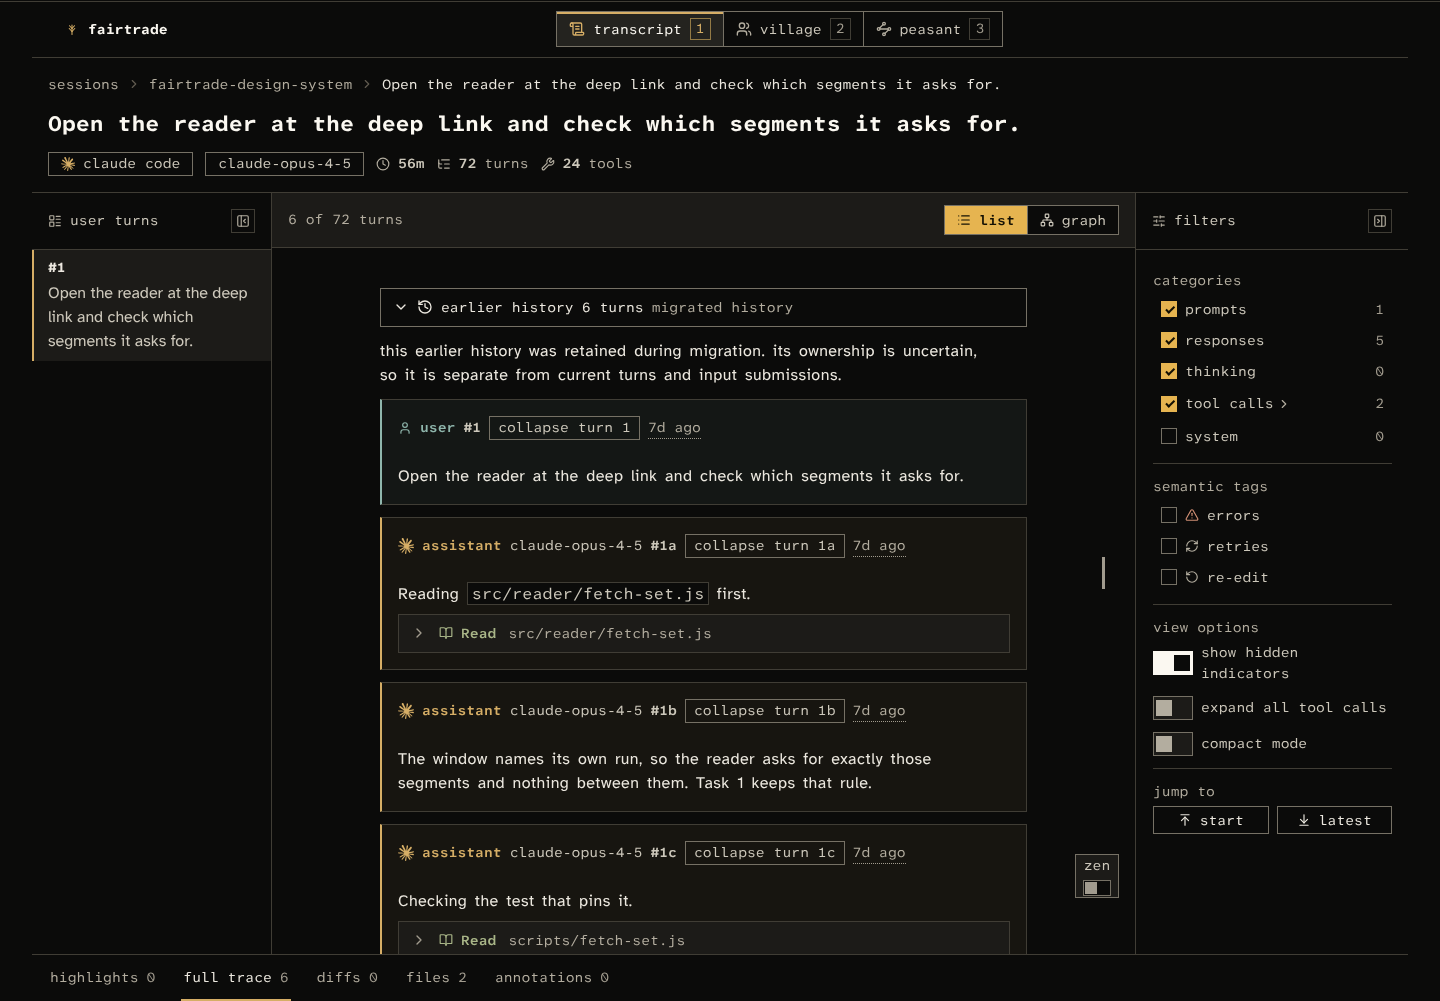 fairtrade
transcript 1
village 2
peasant 3
sessions > fairtrade-design-system > Open the reader at the deep link and check which segments it asks for.
Open the reader at the deep link and check which segments it asks for.
claude code
claude-opus-4-5
56m
72 turns
24 tools
user turns
#1
Open the reader at the deep
link and check which
segments it asks for.
6 of 72 turns
list
graph
earlier history 6 turns migrated history
this earlier history was retained during migration. its ownership is uncertain,
so it is separate from current turns and input submissions.
user #1 collapse turn 1 7d ago
Open the reader at the deep link and check which segments it asks for.
assistant claude-opus-4-5 #1a collapse turn 1a 7d ago
Reading src/reader/fetch-set.js first.
Read src/reader/fetch-set.js
assistant claude-opus-4-5 #1b collapse turn 1b 7d ago
The window names its own run, so the reader asks for exactly those
segments and nothing between them. Task 1 keeps that rule.
assistant claude-opus-4-5 #1c collapse turn 1c 7d ago
Checking the test that pins it.
Read scripts/fetch-set.js
zen
filters
categories
prompts 1
responses 5
thinking 0
tool calls > 2
system 0
semantic tags
errors
retries
re-edit
view options
show hidden
indicators
expand all tool calls
compact mode
jump to
start
latest
highlights 0
full trace 6
diffs 0
files 2
annotations 0